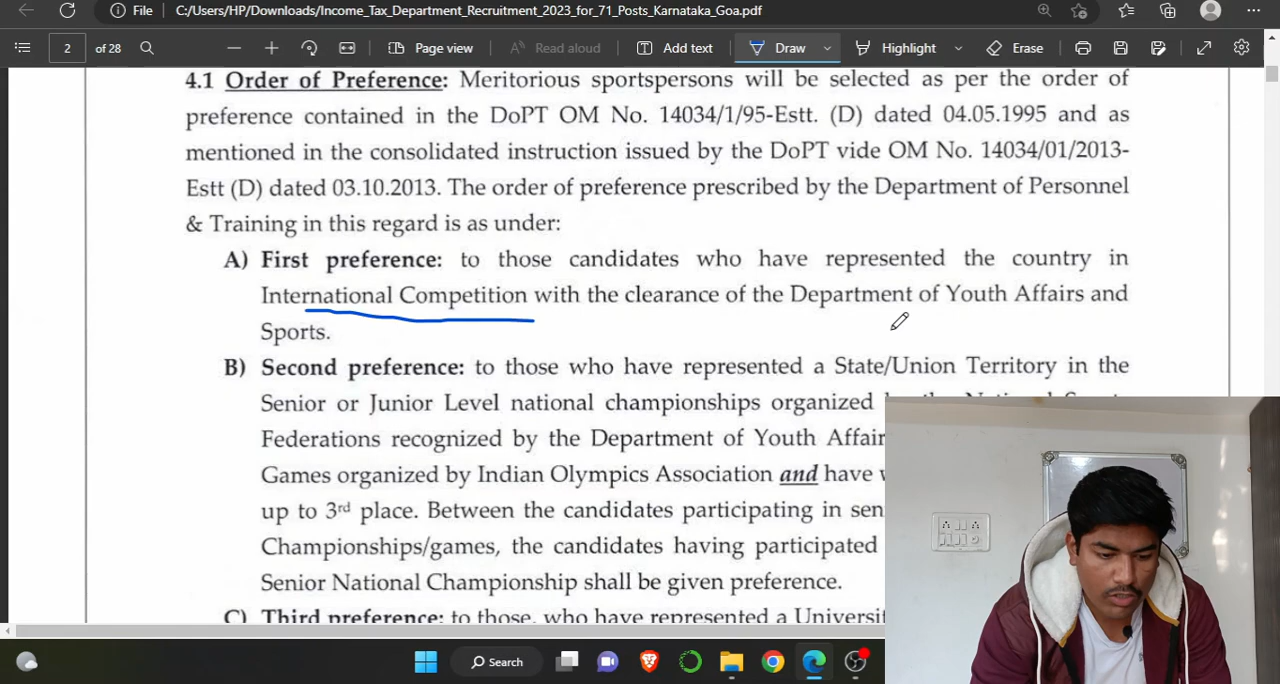 File
C:/Users/HP/Downloads/Income_Tax_Department_Recruitment_2023_for_71_Posts_Karnataka_Goa.pdf
2 of 28 Page view Read aloud Add text Draw Highlight Erase
4.1 Order of Preference: Meritorious sportspersons will be selected as per the order of
preference contained in the DoPT OM No. 14034/1/95-Estt. (D) dated 04.05.1995 and as
mentioned in the consolidated instruction issued by the DoPT vide OM No. 14034/01/2013-
Estt (D) dated 03.10.2013. The order of preference prescribed by the Department of Personnel
& Training in this regard is as under:
A) First preference: to those candidates who have represented the country in
International Competition with the clearance of the Department of Youth Affairs and
Sports.
B) Second preference: to those who have represented a State/Union Territory in the
Senior or Junior Level national championships organized
Federations recognized by the Department of Youth Affair
Games organized by Indian Olympics Association and have
up to 3rd place. Between the candidates participating in sen
Championships/games, the candidates having participated
Senior National Championship shall be given preference.
C) Third preference: to those, who have represented a Universi
Search